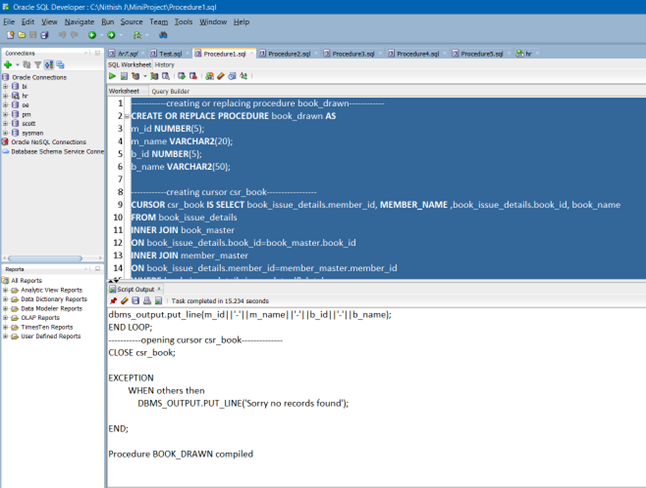 Oracle SQL Developer : C:\Nithish J\MiniProject\Procedure1.sql
File Edit View Navigate Run Source Team Tools Window Help
Connections
Oracle Connections
bi
hr
oe
pm
scott
sysman
Oracle NoSQL Connections
Database Schema Service Conne
Reports
All Reports
Analytic View Reports
Data Dictionary Reports
Data Modeler Reports
OLAP Reports
TimesTen Reports
User Defined Reports
Test.sql Procedure1.sql Procedure2.sql Procedure3.sql Procedure4.sql Procedure5.sql hr
SQL Worksheet History
Worksheet Query Builder
1 ------------creating or replacing procedure book_drawn------------
2 CREATE OR REPLACE PROCEDURE book_drawn AS
3 m_id NUMBER(5);
4 m_name VARCHAR2(20);
5 b_id NUMBER(5);
6 b_name VARCHAR2(50);
7
8 ------------creating cursor csr_book-----------------
9 CURSOR csr_book IS SELECT book_issue_details.member_id, MEMBER_NAME ,book_issue_details.book_id, book_name
10 FROM book_issue_details
11 INNER JOIN book_master
12 ON book_issue_details.book_id=book_master.book_id
13 INNER JOIN member_master
14 ON book_issue_details.member_id=member_master.member_id
Script Output
Task completed in 15.234 seconds
dbms_output.put_line(m_id||'-'||m_name||'-'||b_id||'-'||b_name);
END LOOP;
-----------opening cursor csr_book--------------
CLOSE csr_book;
EXCEPTION
WHEN others then
DBMS_OUTPUT.PUT_LINE('Sorry no records found');
END;
Procedure BOOK_DRAWN compiled